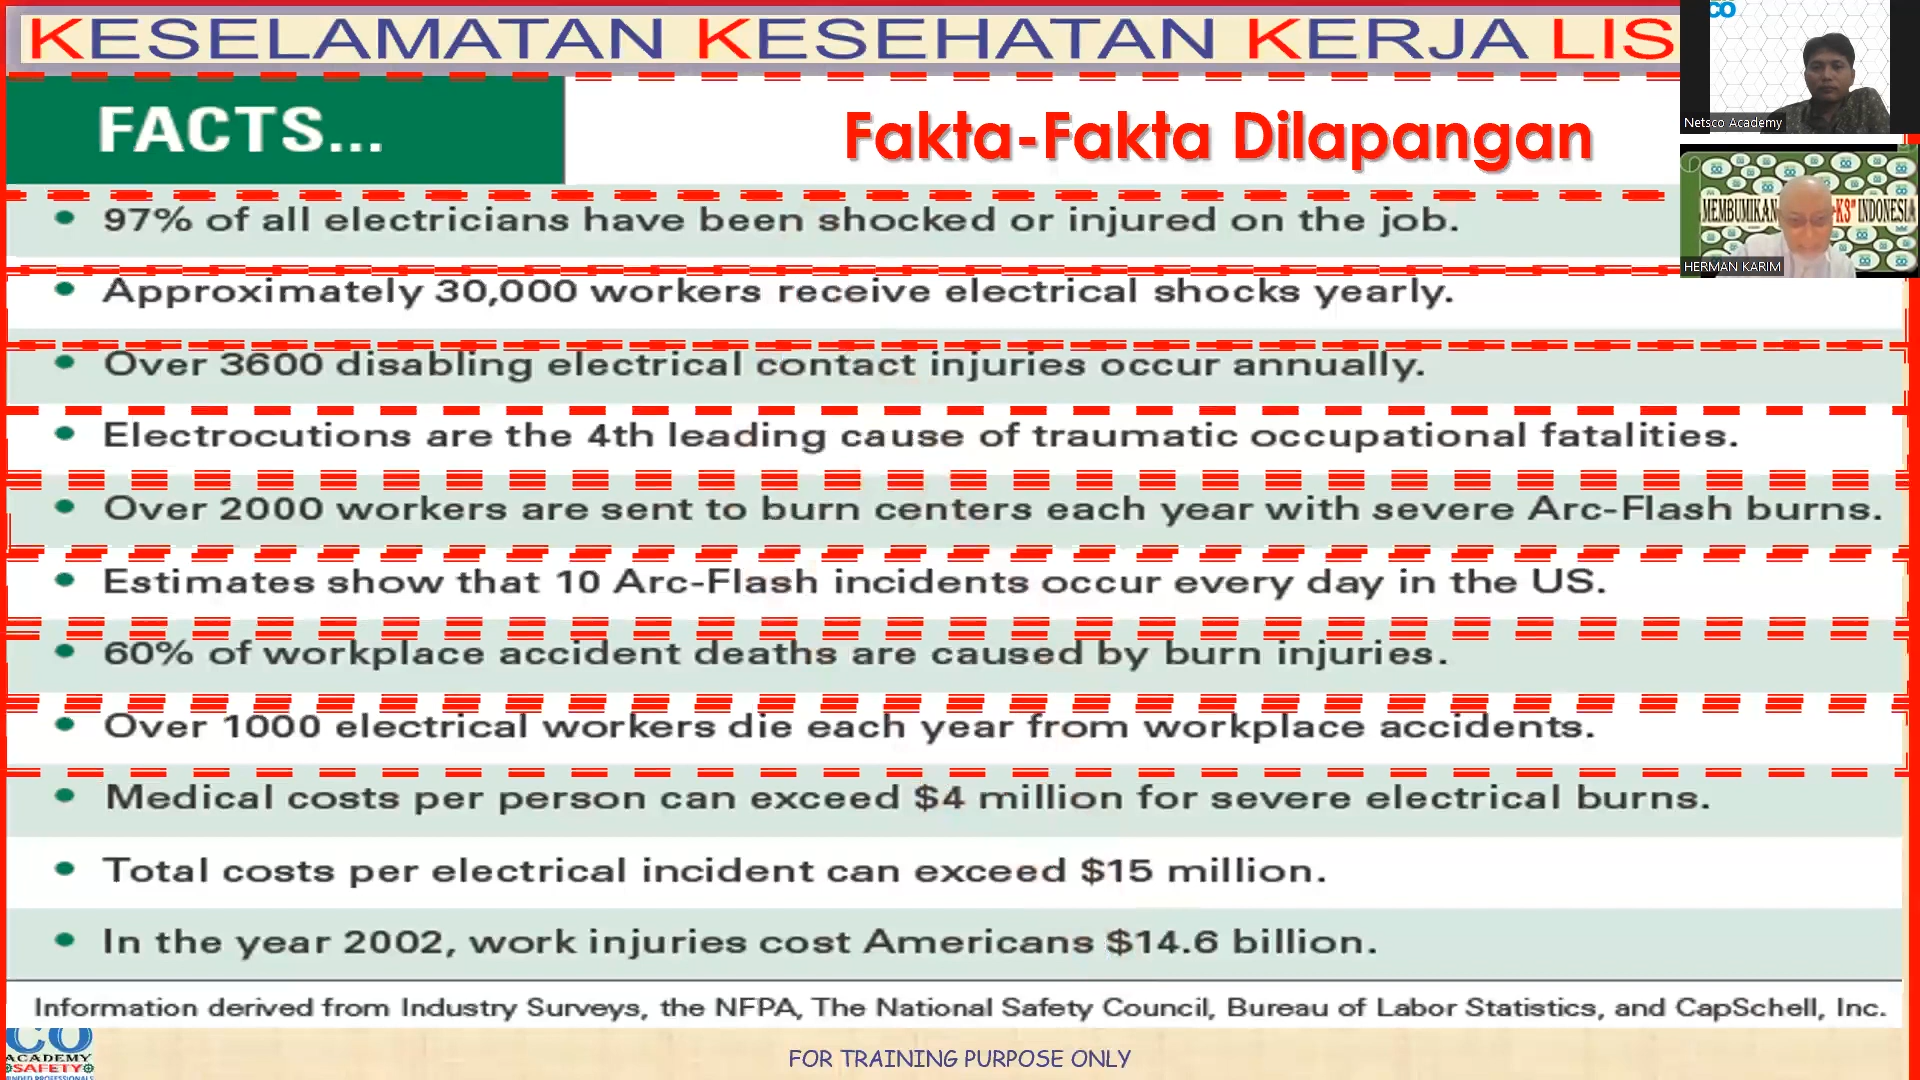 KESELAMATAN KESEHATAN KERJA LIS
CO
Netsco Academy
FACTS...
Fakta-Fakta Dilapangan
MEMBUMIKAN K3" INDONESIA
HERMAN KARIM
• 97% of all electricians have been shocked or injured on the job.
• Approximately 30,000 workers receive electrical shocks yearly.
• Over 3600 disabling electrical contact injuries occur annually.
• Electrocutions are the 4th leading cause of traumatic occupational fatalities.
• Over 2000 workers are sent to burn centers each year with severe Arc-Flash burns.
• Estimates show that 10 Arc-Flash incidents occur every day in the US.
• 60% of workplace accident deaths are caused by burn injuries.
• Over 1000 electrical workers die each year from workplace accidents.
• Medical costs per person can exceed $4 million for severe electrical burns.
• Total costs per electrical incident can exceed $15 million.
• In the year 2002, work injuries cost Americans $14.6 billion.
Information derived from Industry Surveys, the NFPA, The National Safety Council, Bureau of Labor Statistics, and CapSchell, Inc.
CO
ACADEMY
SAFETY
FOR TRAINING PURPOSE ONLY